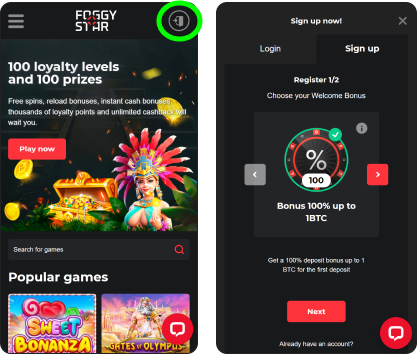 FOGGY
STAR
100 loyalty levels
and 100 prizes
Free spins, reload bonuses, instant cash bonuses,
thousands of loyalty points and unlimited cashback will
wait you.
Play now
Search for games
Popular games
SWEET
BONANZA
GATES OF OLYMPUS
Sign up now!
Login
Sign up
Register 1/2
Choose your Welcome Bonus
%
100
Bonus 100% up to
1BTC
Get a 100% deposit bonus up to 1
BTC for the first deposit
Next
Already have an account?